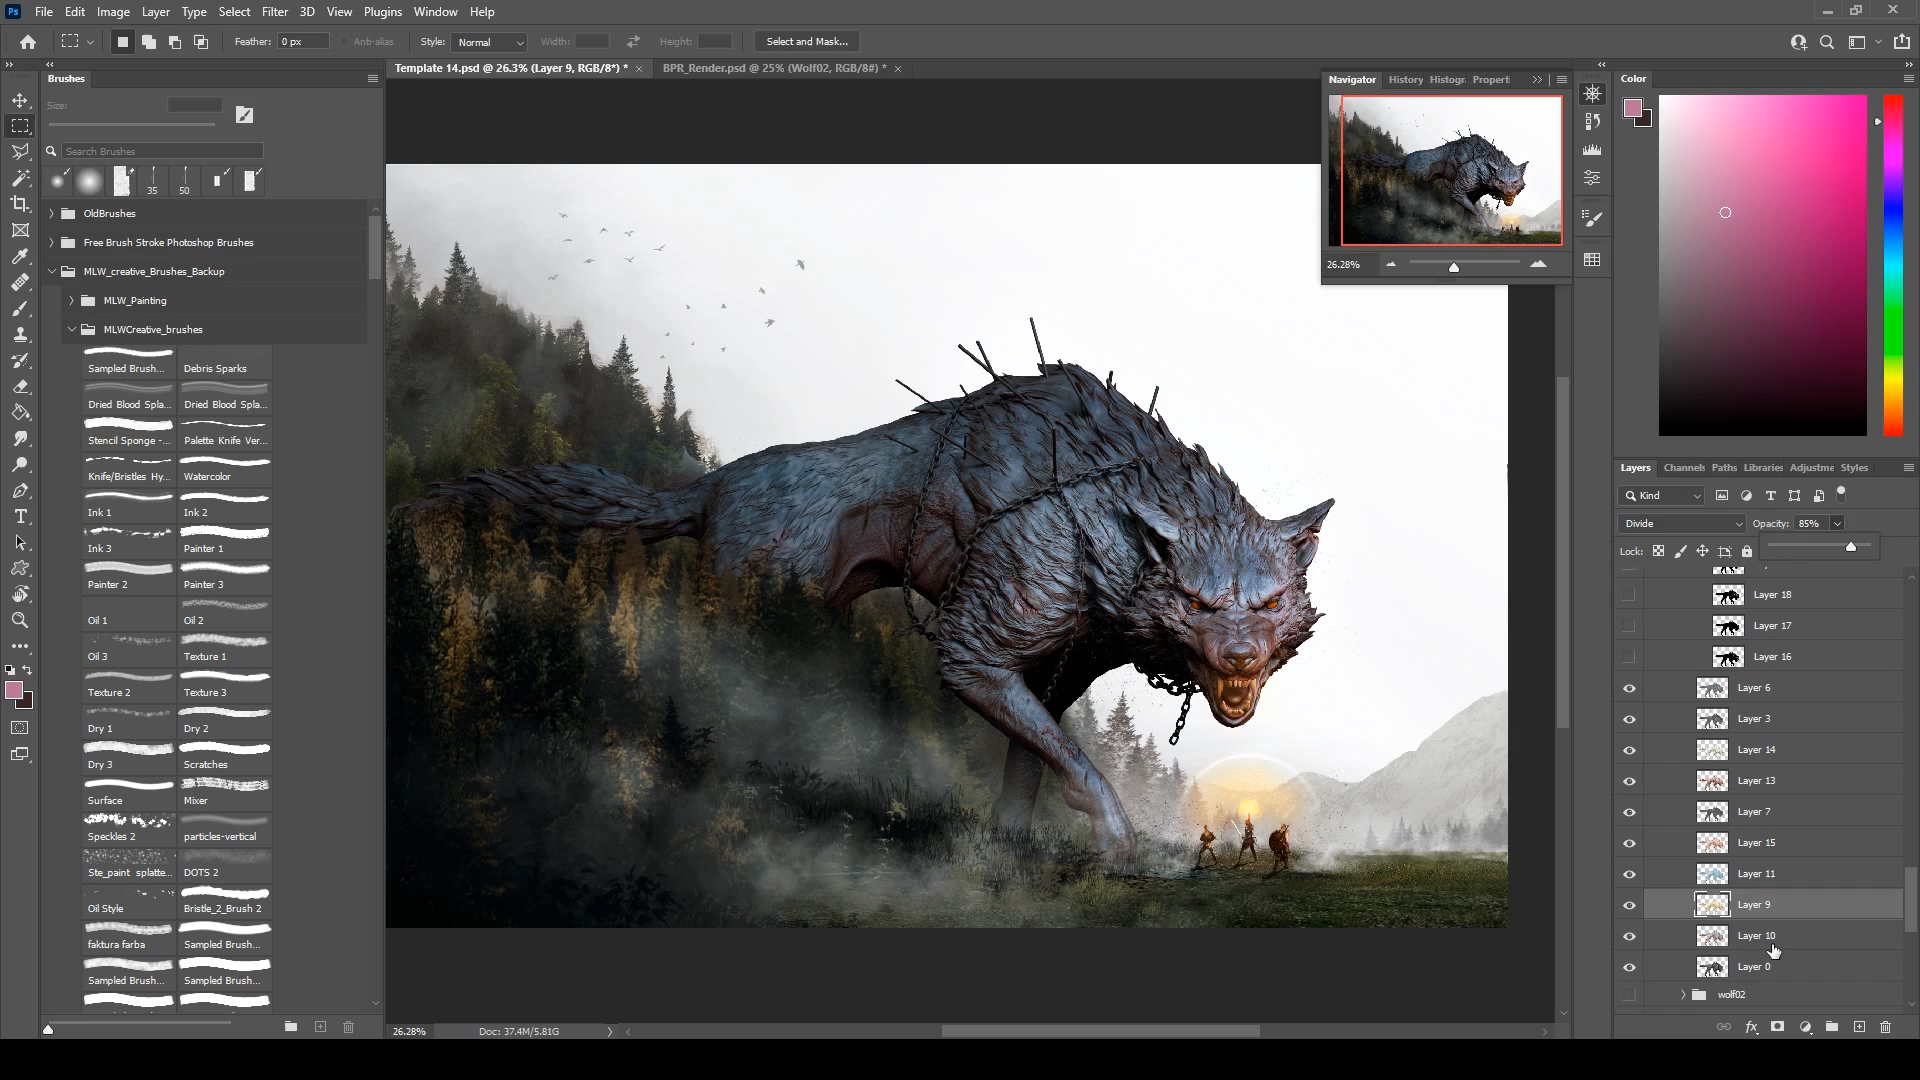 Ps File Edit Image Layer Type Select Filter 3D View Plugins Window Help
Feather: 0 px Anti-alias Style: Normal Width: Height: Select and Mask...
Template 14.psd @ 26.3% (Layer 9, RGB/8*) * × BPR_Render.psd @ 25% (Wolf02, RGB/8#) * ×
Brushes
Size:
Search Brushes
35 50
OldBrushes
Free Brush Stroke Photoshop Brushes
MLW_creative_Brushes_Backup
MLW_Painting
MLWCreative_brushes
Sampled Brush... Debris Sparks
Dried Blood Spla... Dried Blood Spla...
Stencil Sponge -... Palette Knife Ver...
Knife/Bristles Hy... Watercolor
Ink 1 Ink 2
Ink 3 Painter 1
Painter 2 Painter 3
Oil 1 Oil 2
Oil 3 Texture 1
Texture 2 Texture 3
Dry 1 Dry 2
Dry 3 Scratches
Surface Mixer
Speckles 2 particles-vertical
Ste_paint splatte... DOTS 2
Oil Style Bristle_2_Brush 2
faktura farba Sampled Brush...
Sampled Brush... Sampled Brush...
26.28% Doc: 37.4M/5.81G
Navigator History Histogr Properti
26.28%
Color
Layers Channels Paths Libraries Adjustme Styles
Kind
Divide Opacity: 85%
Lock:
Layer 18
Layer 17
Layer 16
Layer 6
Layer 3
Layer 14
Layer 13
Layer 7
Layer 15
Layer 11
Layer 9
Layer 10
Layer 0
wolf02
fx